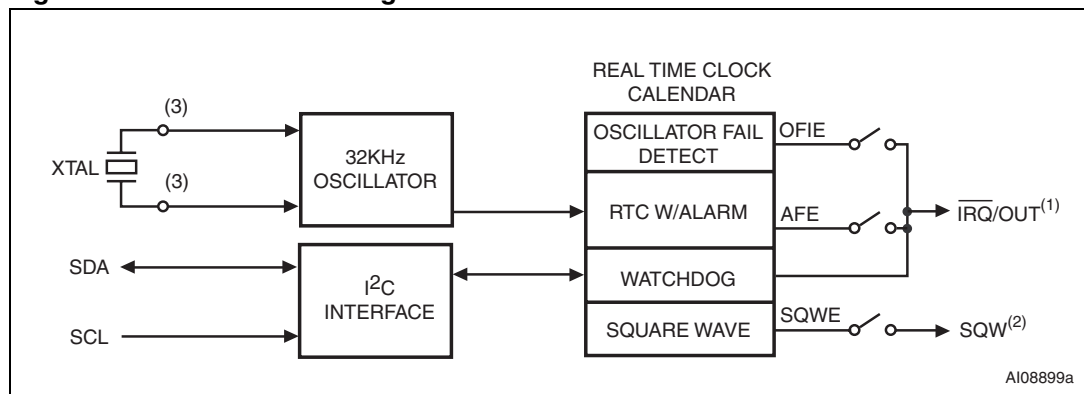 REAL TIME CLOCK
CALENDAR
(3)
OSCILLATOR FAIL
DETECT
OFIE
XTAL
32KHz
OSCILLATOR
(3)
RTC W/ALARM
AFE
IRQ/OUT(1)
SDA
I2C
INTERFACE
WATCHDOG
SCL
SQUARE WAVE
SQWE
SQW(2)
AI08899a